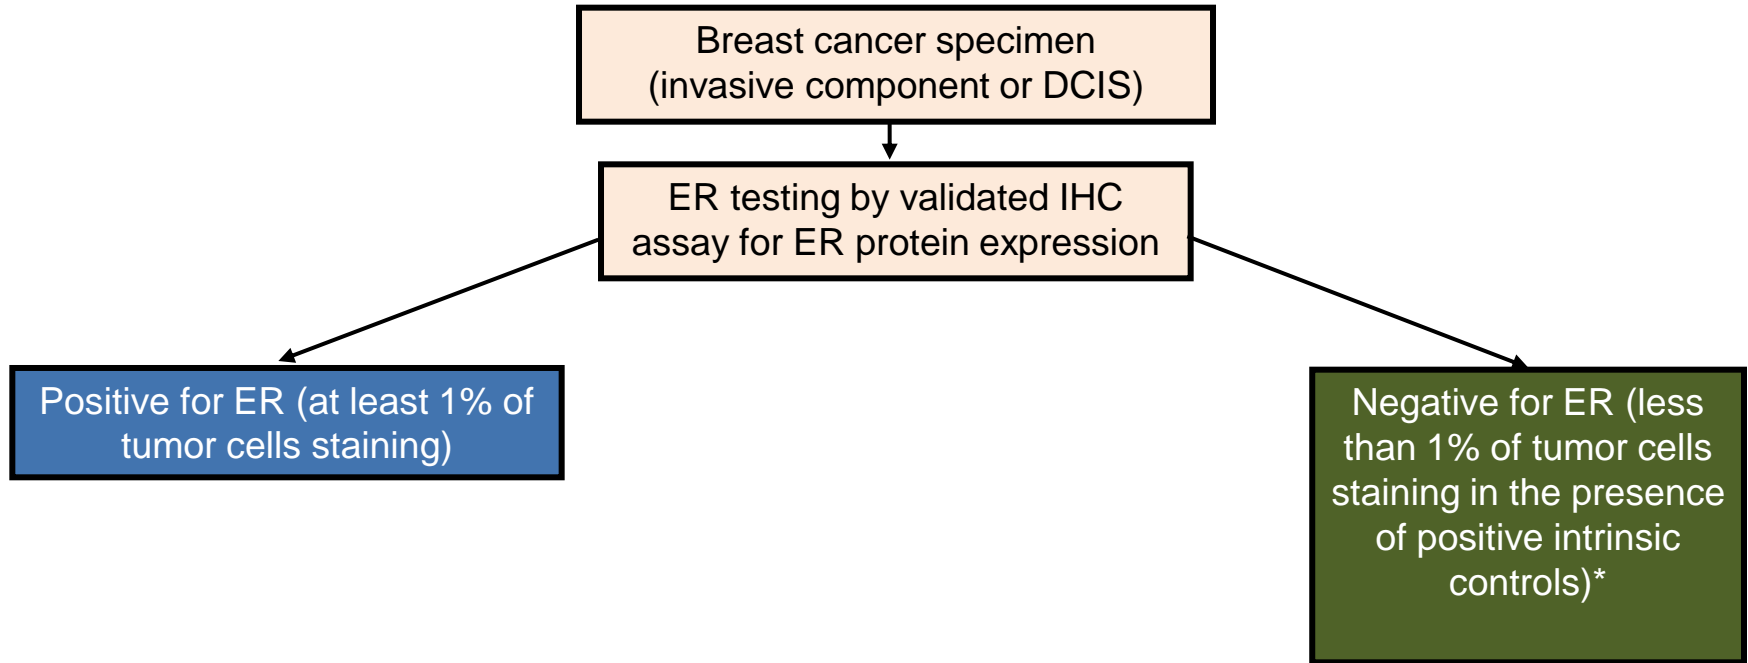 Breast cancer specimen
(invasive component or DCIS)
ER testing by validated IHC
assay for ER protein expression
Positive for ER (at least 1% of
tumor cells staining)
Negative for ER (less
than 1% of tumor cells
staining in the presence
of positive intrinsic
controls)*